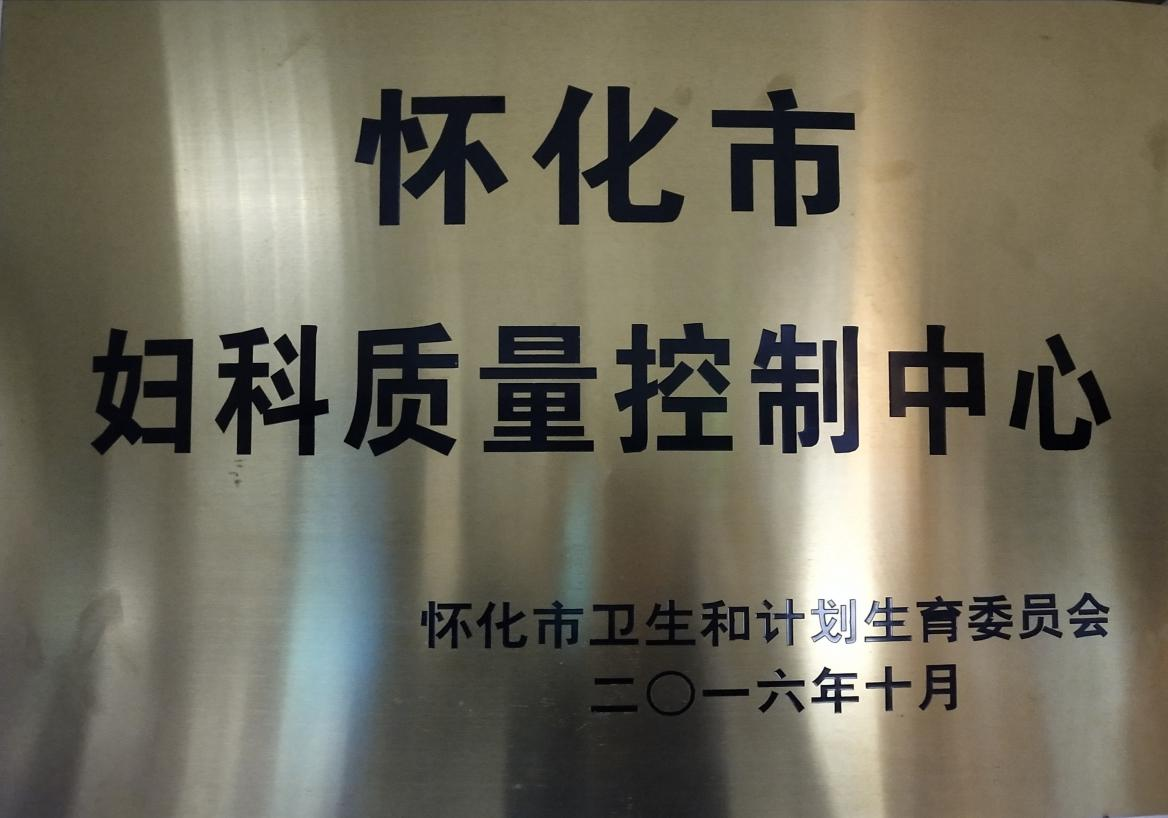 怀化市
妇科质量控制中心
怀化市卫生和计划生育委员会
二〇一六年十月